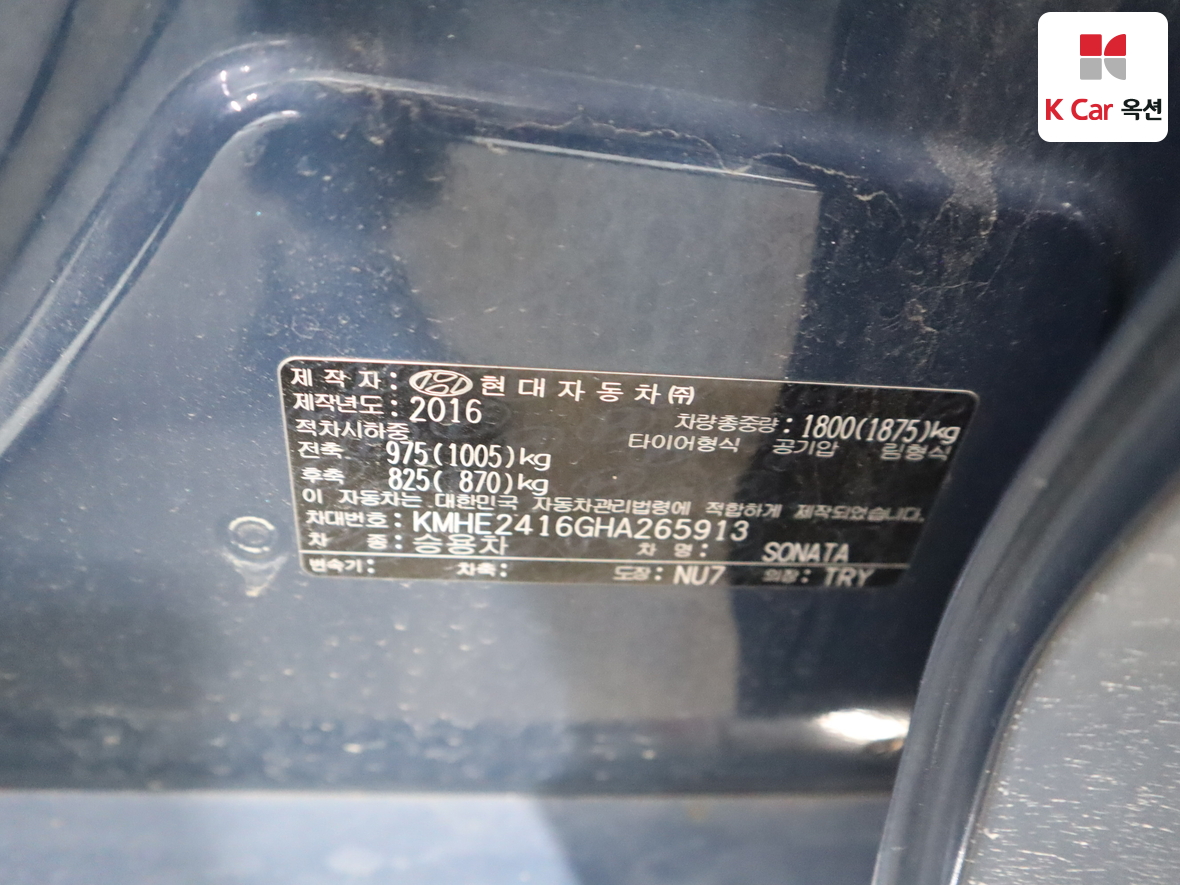 K Car 옥션
제 작 자 : 현대자동차㈜
제작년도 : 2016
차량총중량 : 1800(1875)kg
적차시하중
타이어형식 공기압 림형식
전축 975(1005)kg
후축 825( 870)kg
이 자동차는 대한민국 자동차관리법령에 적합하게 제작되었습니다.
차대번호 : KMHE2416GHA265913
차 종 : 승용차 차 명 : SONATA
변속기 : 차축 : 도장 : NU7 의장 : TRY